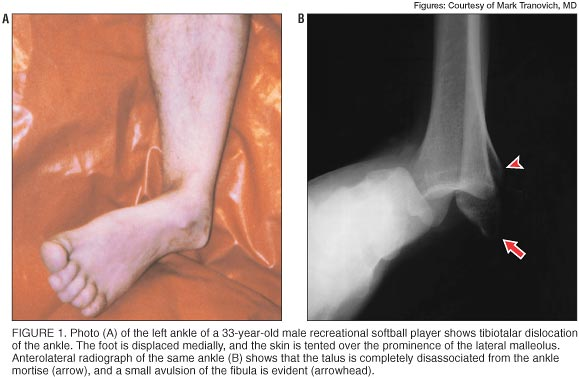 Figures: Courtesy of Mark Tranovich, MD
A
B
FIGURE 1. Photo (A) of the left ankle of a 33-year-old male recreational softball player shows tibiotalar dislocation
of the ankle. The foot is displaced medially, and the skin is tented over the prominence of the lateral malleolus.
Anterolateral radiograph of the same ankle (B) shows that the talus is completely disassociated from the ankle
mortise (arrow), and a small avulsion of the fibula is evident (arrowhead).